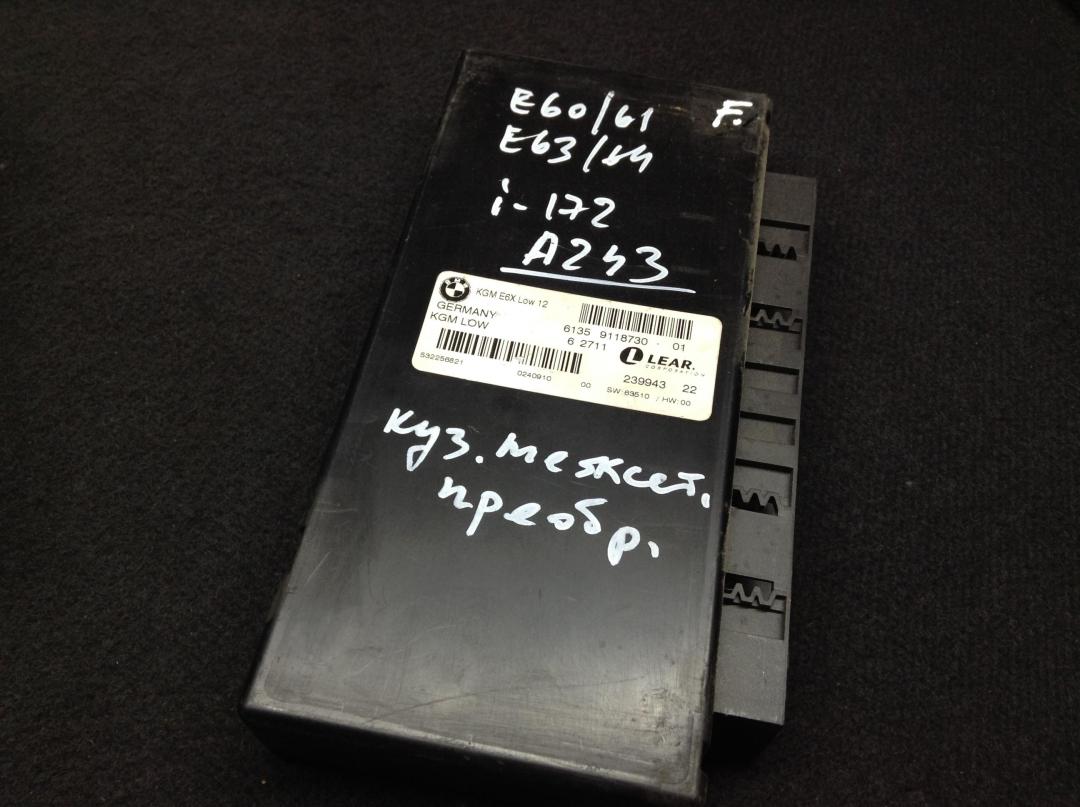 E60/61 F.
E63/64
i-172
A243
KGM E6X Low 12
GERMANY
KGM LOW
6135 9118730 - 01
6 2711
LEAR.
CORPORATION
532256821
0240910 00
239943 22
SW: 63510 / HW: 00
Куз. межсет.
преобр.